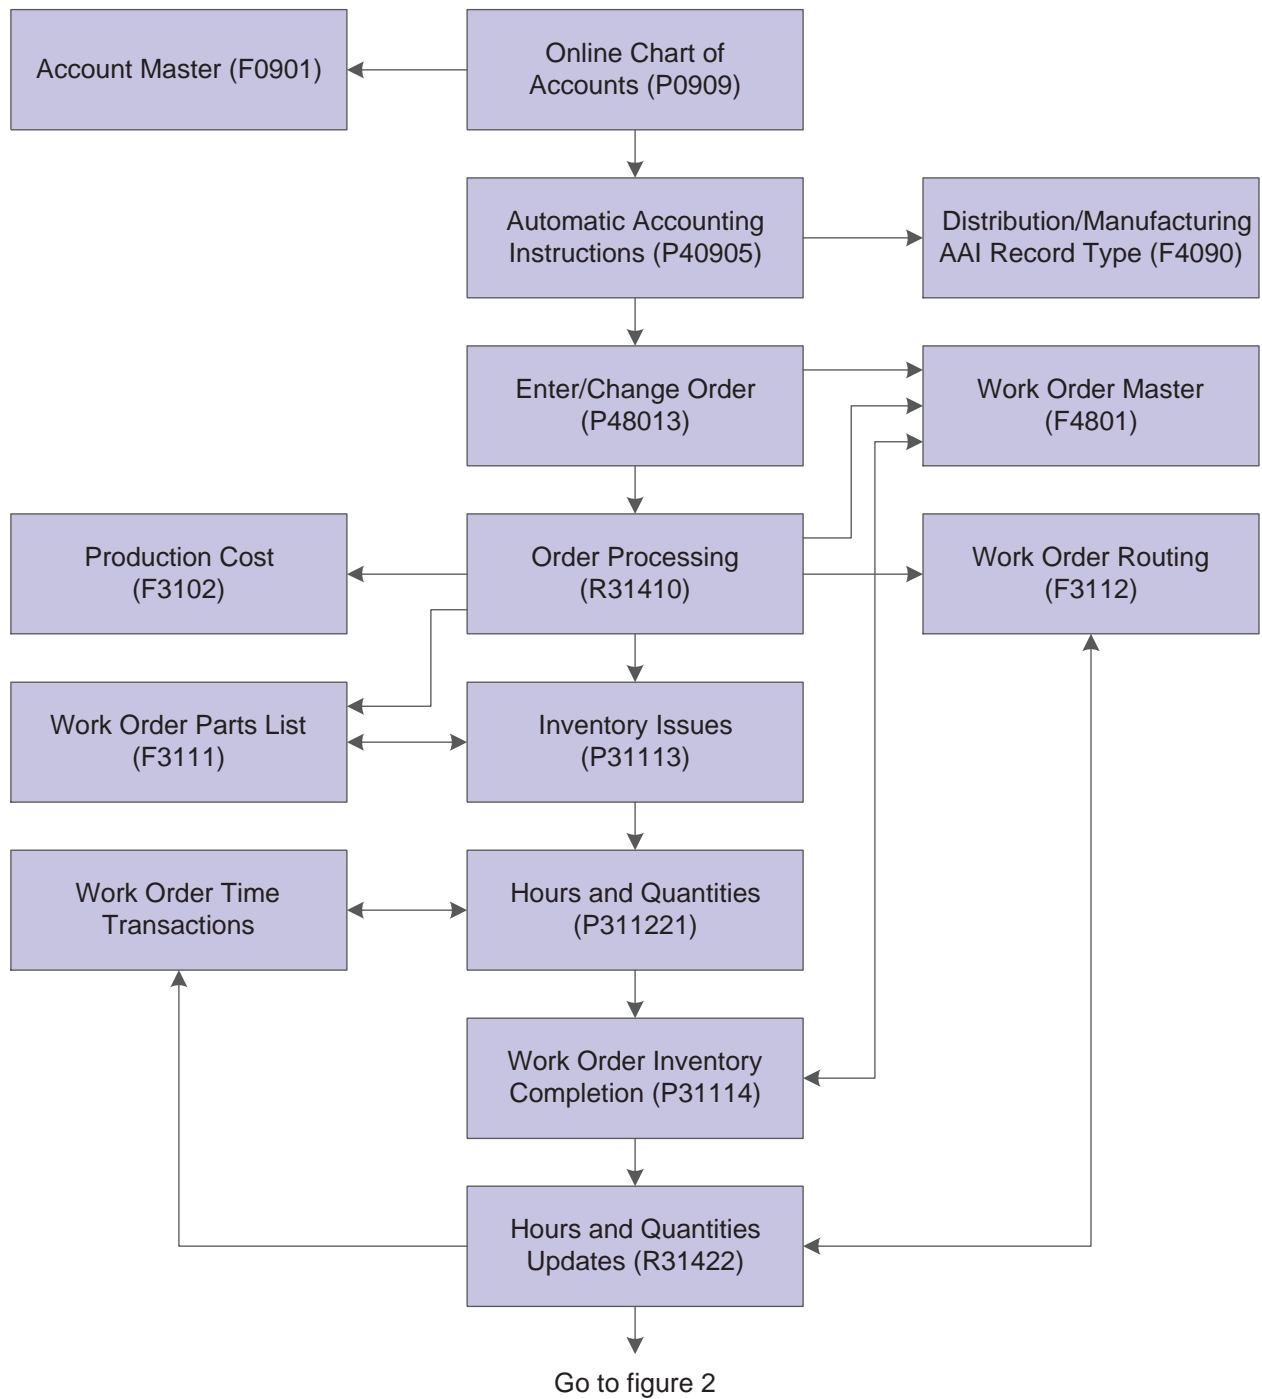 Account Master (F0901)
Online Chart of
Accounts (P0909)
Automatic Accounting
Instructions (P40905)
Distribution/Manufacturing
AAI Record Type (F4090)
Enter/Change Order
(P48013)
Work Order Master
(F4801)
Production Cost
(F3102)
Order Processing
(R31410)
Work Order Routing
(F3112)
Work Order Parts List
(F3111)
Inventory Issues
(P31113)
Work Order Time
Transactions
Hours and Quantities
(P311221)
Work Order Inventory
Completion (P31114)
Hours and Quantities
Updates (R31422)
Go to figure 2